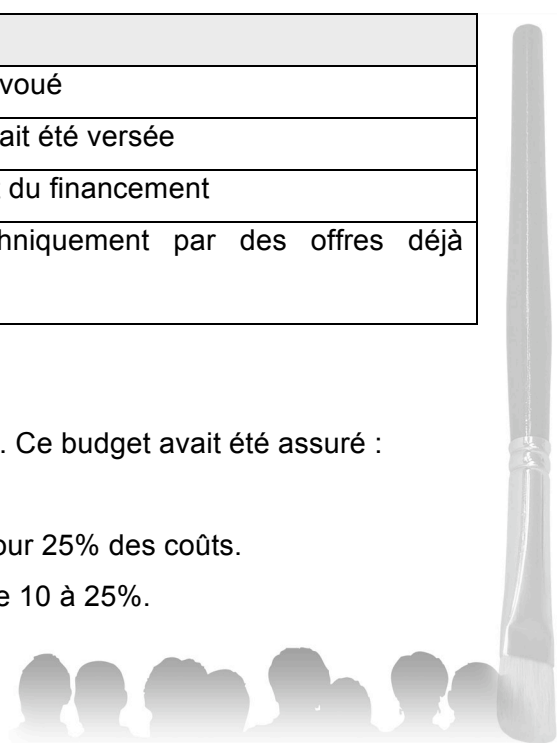 voué
ait été versée
du financement
hniquement par des offres déjà
. Ce budget avait été assuré :
our 25% des coûts.
e 10 à 25%.